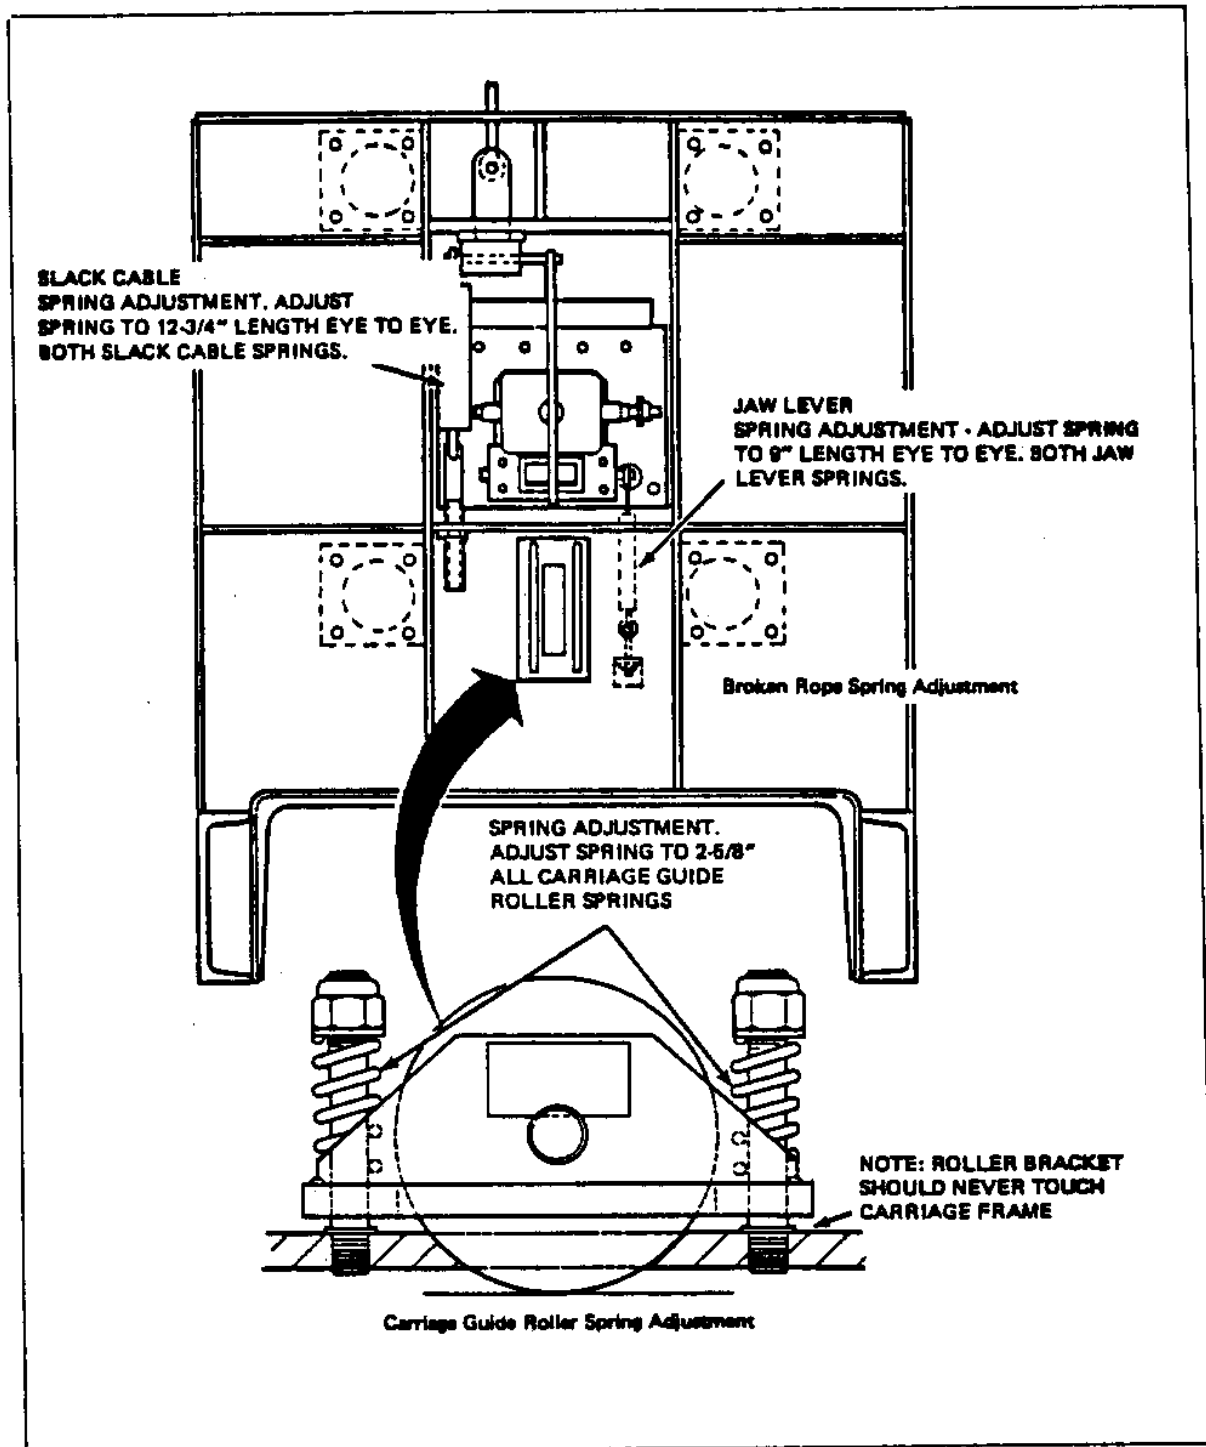 SLACK CABLE
SPRING ADJUSTMENT. ADJUST
SPRING TO 12-3/4" LENGTH EYE TO EYE.
BOTH SLACK CABLE SPRINGS.
JAW LEVER
SPRING ADJUSTMENT - ADJUST SPRING
TO 9" LENGTH EYE TO EYE. BOTH JAW
LEVER SPRINGS.
Broken Rope Spring Adjustment
SPRING ADJUSTMENT.
ADJUST SPRING TO 2-5/8"
ALL CARRIAGE GUIDE
ROLLER SPRINGS
NOTE: ROLLER BRACKET
SHOULD NEVER TOUCH
CARRIAGE FRAME
Carriage Guide Roller Spring Adjustment